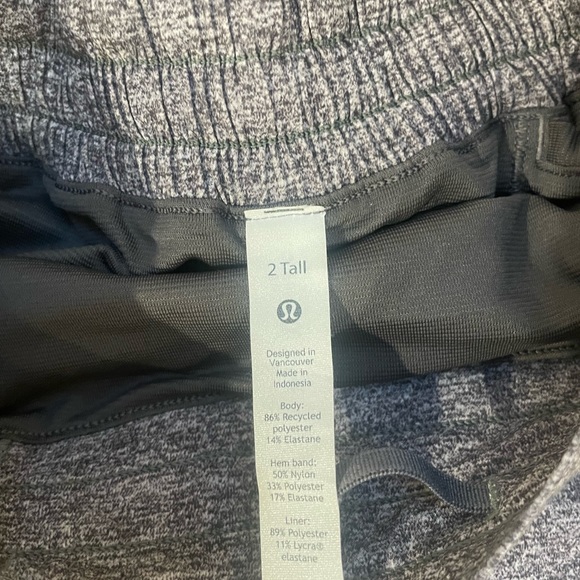 2 Tall
Designed in
Vancouver
Made in
Indonesia
Body:
86% Recycled
polyester
14% Elastane
Hem band:
50% Nylon
33% Polyester
17% Elastane
Liner:
89% Polyester
11% Lycra®
elastane